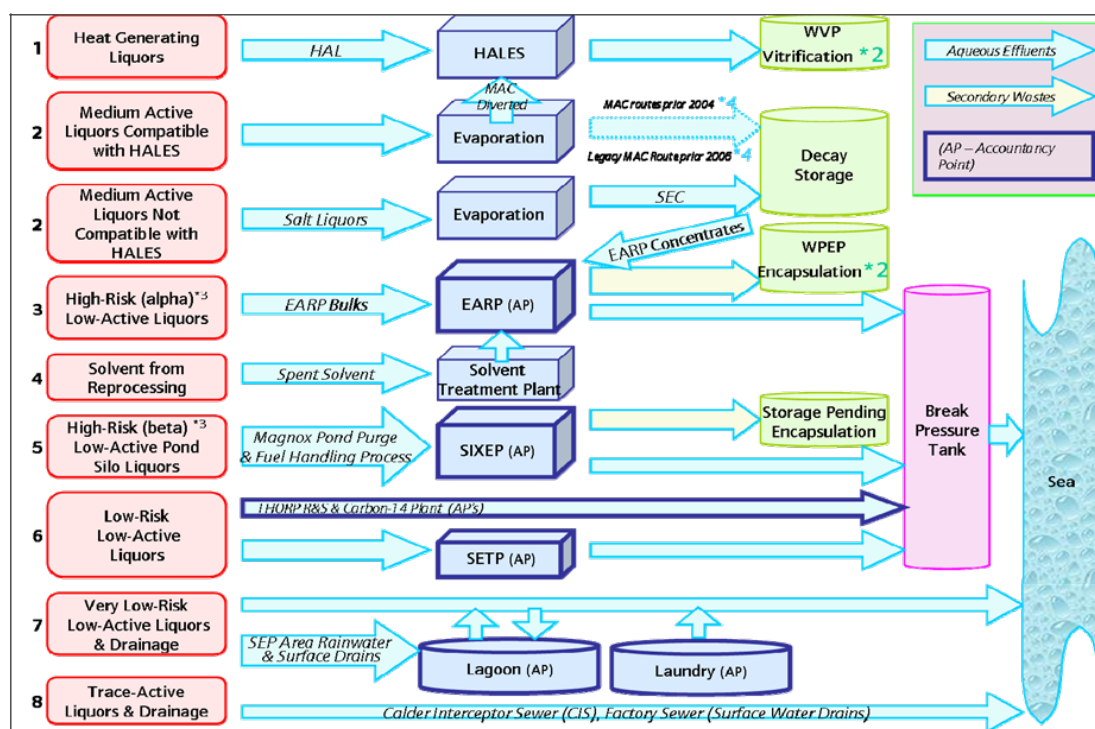 1
Heat Generating
Liquors
HAL
HALES
WVP
Vitrification *2
Aqueous Effluents
Secondary Wastes
(AP – Accountancy
Point)
MAC
Diverted
2
Medium Active
Liquors Compatible
with HALES
Evaporation
MAC routes prior 2004 *4
Legacy MAC Route prior 2006 *4
Decay
Storage
2
Medium Active
Liquors Not
Compatible with
HALES
Salt Liquors
Evaporation
SEC
EARP Concentrates
WPEP
Encapsulation *2
3
High-Risk (alpha)*3
Low-Active Liquors
EARP Bulks
EARP (AP)
4
Solvent from
Reprocessing
Spent Solvent
Solvent
Treatment Plant
5
High-Risk (beta) *3
Low-Active Pond
Silo Liquors
Magnox Pond Purge
& Fuel Handling Process
SIXEP (AP)
Storage Pending
Encapsulation
Break
Pressure
Tank
Sea
6
Low-Risk
Low-Active
Liquors
THORP R&S & Carbon-14 Plant (AP's)
SETP (AP)
7
Very Low-Risk
Low-Active Liquors
& Drainage
SEP Area Rainwater
& Surface Drains
Lagoon (AP)
Laundry (AP)
8
Trace-Active
Liquors & Drainage
Calder Interceptor Sewer (CIS), Factory Sewer (Surface Water Drains)